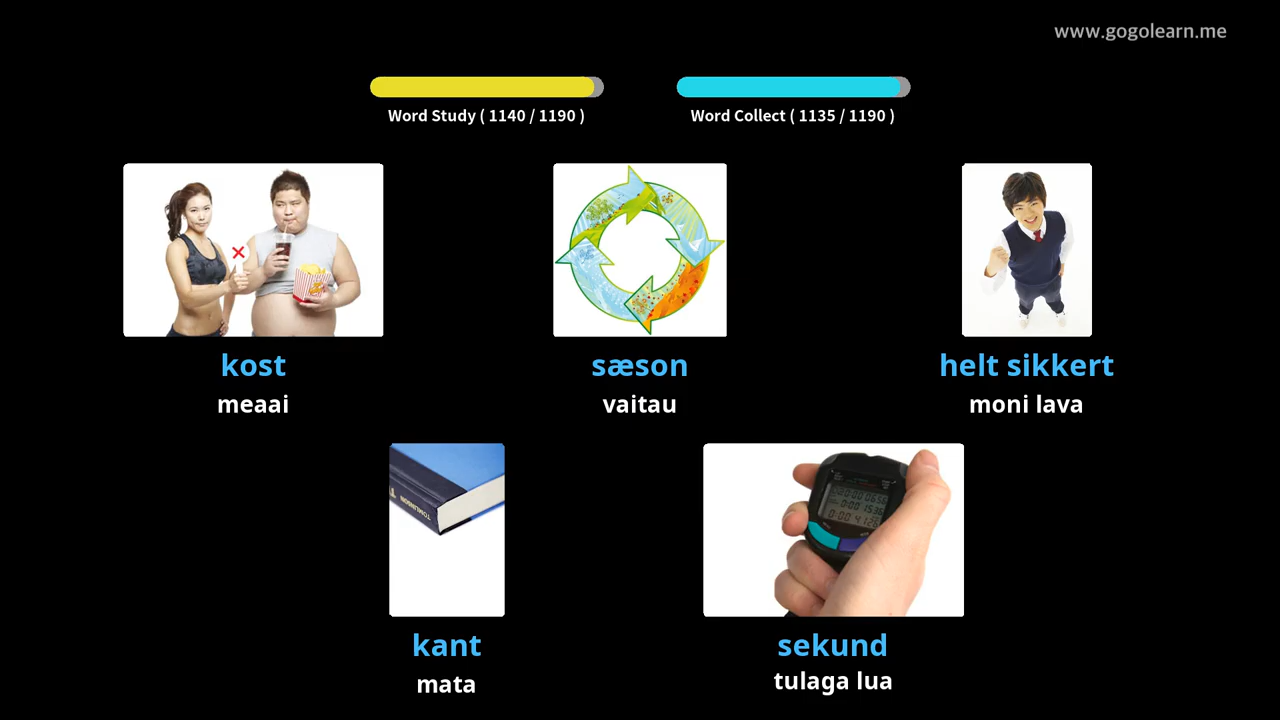 www.gogolearn.me
Word Study ( 1140 / 1190 )
Word Collect ( 1135 / 1190 )
kost
meaai
sæson
vaitau
helt sikkert
moni lava
TOMLINSON
kant
mata
sekund
tulaga lua